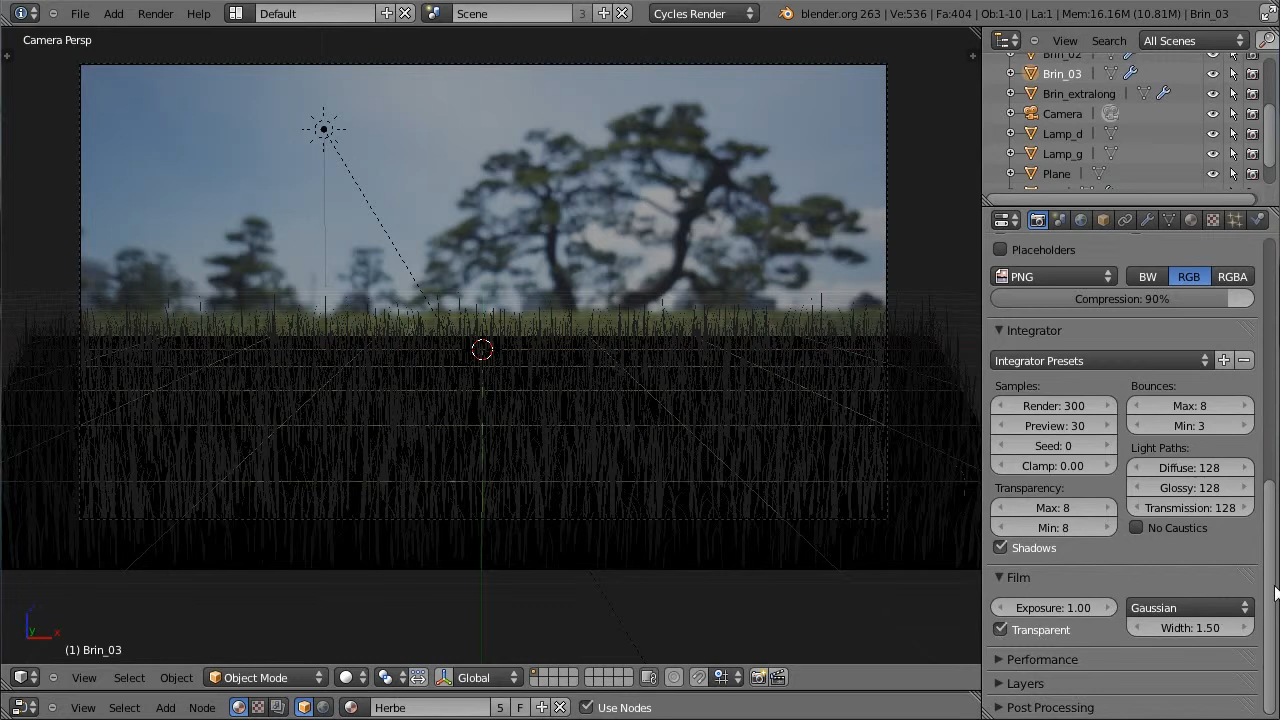 File Add Render Help Default Scene 3 Cycles Render blender.org 263 | Ve:536 | Fa:404 | Ob:1-10 | La:1 | Mem:16.16M (10.81M) | Brin_03
Camera Persp
View Search All Scenes
Brin_02
Brin_03
Brin_extralong
Camera
Lamp_d
Lamp_g
Plane
Placeholders
PNG BW RGB RGBA
Compression: 90%
Integrator
Integrator Presets
Samples: Bounces:
Render: 300 Max: 8
Preview: 30 Min: 3
Seed: 0 Light Paths:
Clamp: 0.00 Diffuse: 128
Transparency: Glossy: 128
Max: 8 Transmission: 128
Min: 8 No Caustics
Shadows
Film
Exposure: 1.00 Gaussian
Transparent Width: 1.50
Performance
Layers
Post Processing
z
y x
(1) Brin_03
View Select Object Object Mode Global
View Select Add Node Herbe 5 F Use Nodes